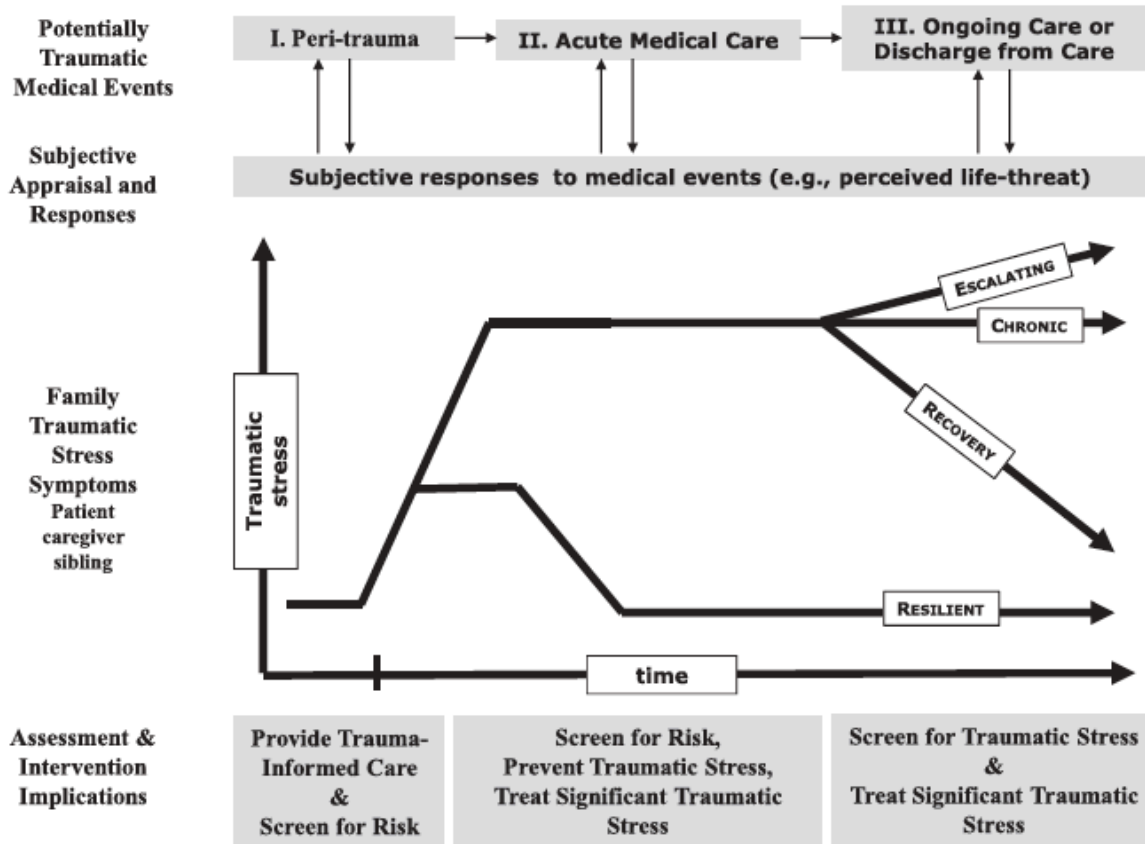 Potentially
Traumatic
Medical Events
I. Peri-trauma
II. Acute Medical Care
III. Ongoing Care or
Discharge from Care
Subjective
Appraisal and
Responses
Subjective responses to medical events (e.g., perceived life-threat)
Family
Traumatic
Stress
Symptoms
Patient
caregiver
sibling
Traumatic
stress
ESCALATING
CHRONIC
RECOVERY
RESILIENT
time
Assessment &
Intervention
Implications
Provide Trauma-
Informed Care
&
Screen for Risk
Screen for Risk,
Prevent Traumatic Stress,
Treat Significant Traumatic
Stress
Screen for Traumatic Stress
&
Treat Significant Traumatic
Stress